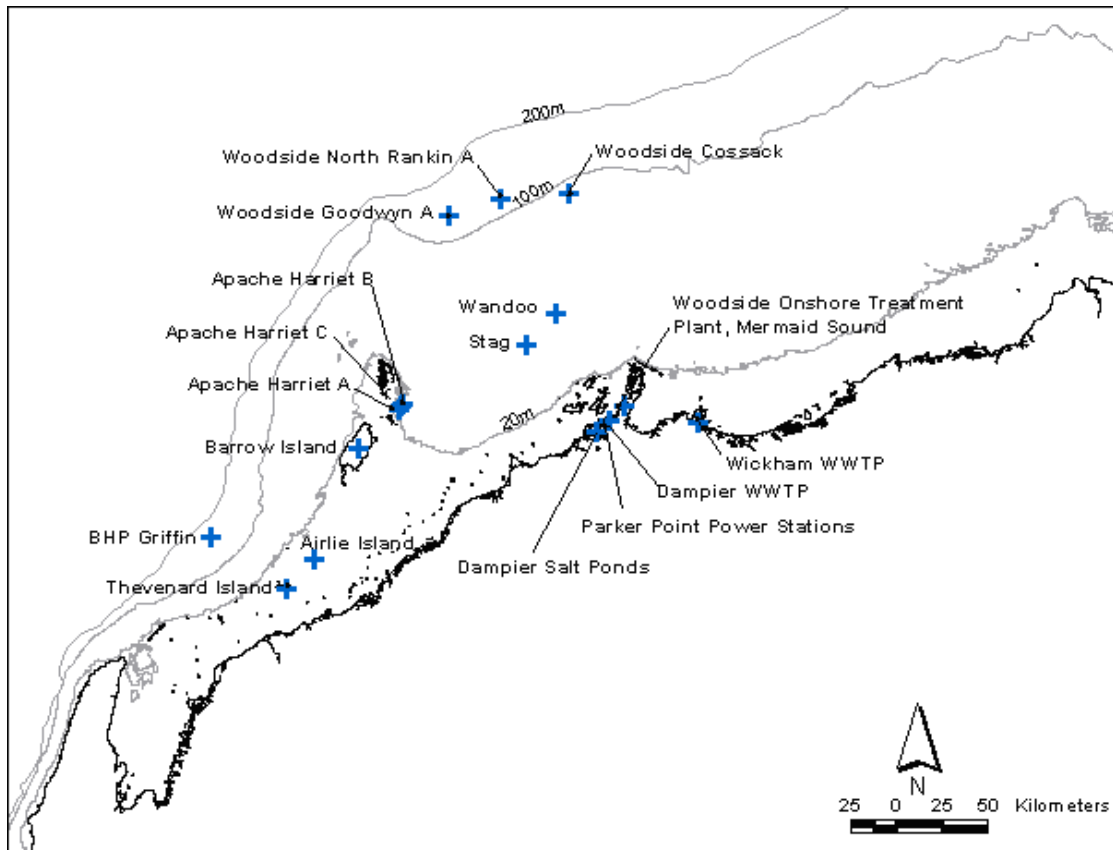 200m
Woodside North Rankin A
Woodside Cossack
100m
Woodside Goodwyn A
Apache Harriet B
Wandoo
Woodside Onshore Treatment
Plant, Mermaid Sound
Apache Harriet C
Stag
Apache Harriet A
20m
Barrow Island
Wickham WWTP
Dampier WWTP
Parker Point Power Stations
BHP Griffin
Airlie Island
Dampier Salt Ponds
Thevenard Island
N
25 0 25 50 Kilometers